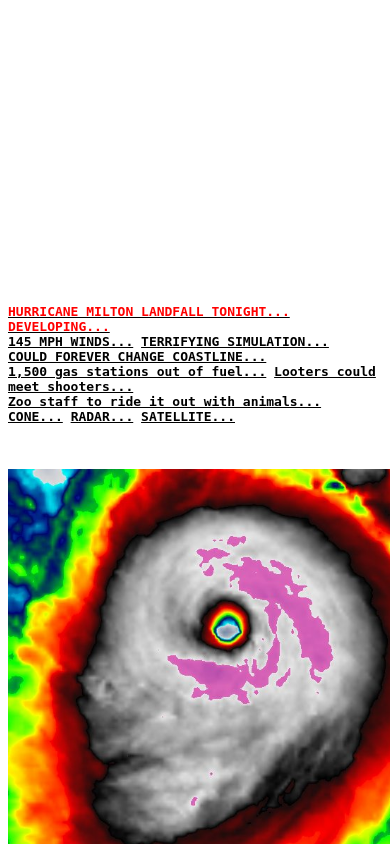 HURRICANE MILTON LANDFALL TONIGHT...
DEVELOPING...
145 MPH WINDS... TERRIFYING SIMULATION...
COULD FOREVER CHANGE COASTLINE...
1,500 gas stations out of fuel... Looters could
meet shooters...
Zoo staff to ride it out with animals...
CONE... RADAR... SATELLITE...